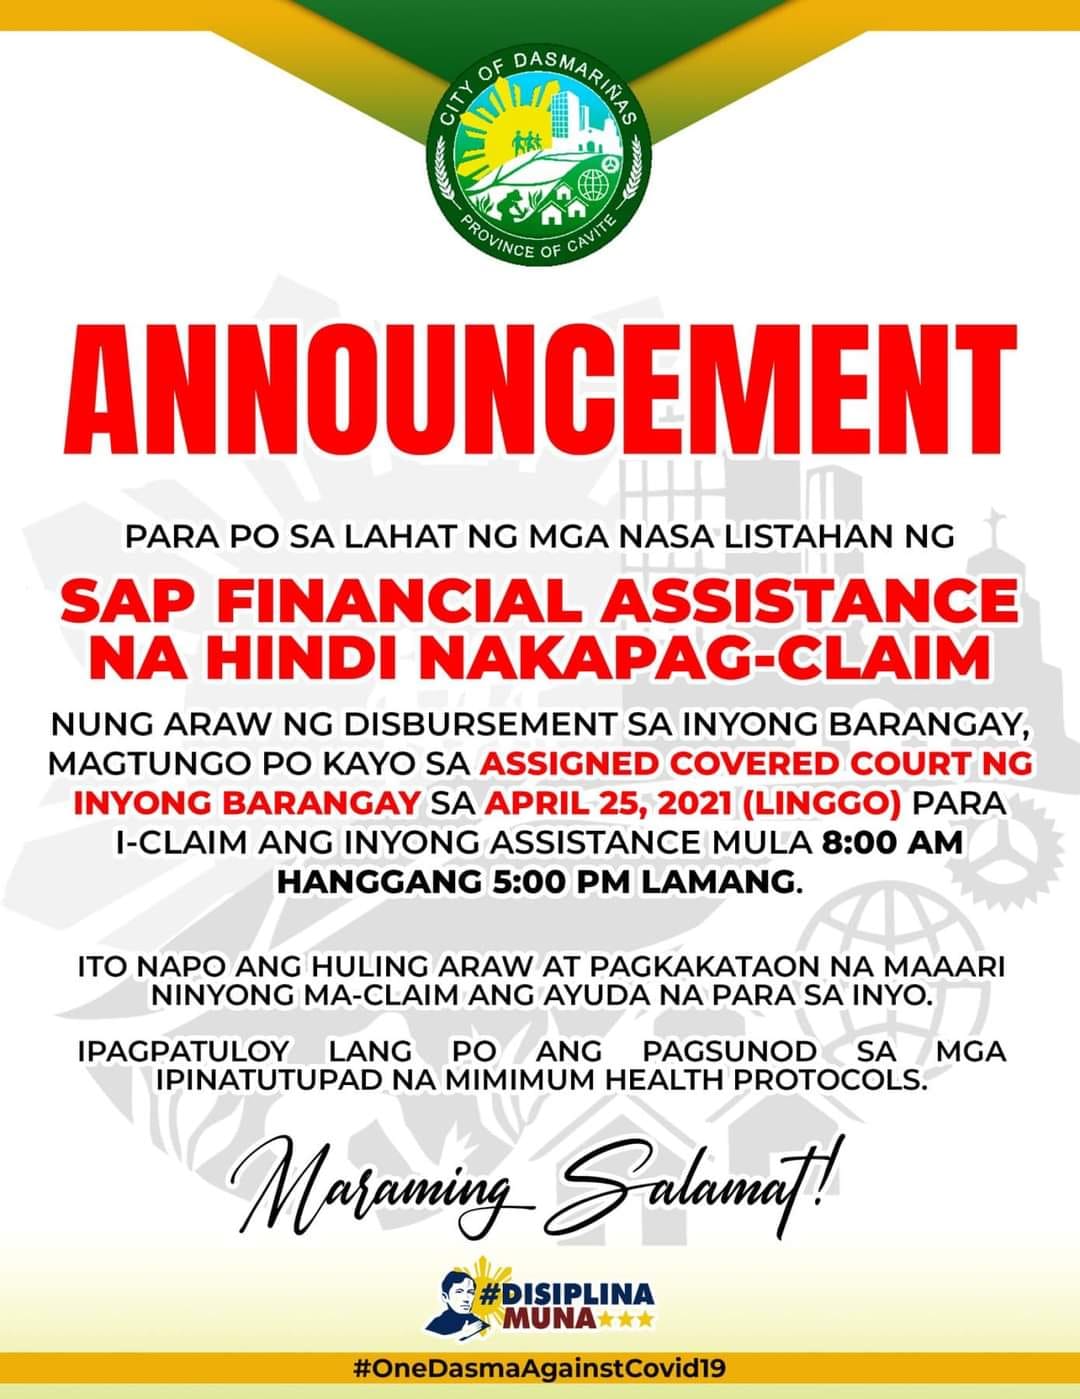 CITY OF DASMARIÑAS
PROVINCE OF CAVITE
ANNOUNCEMENT
PARA PO SA LAHAT NG MGA NASA LISTAHAN NG
SAP FINANCIAL ASSISTANCE
NA HINDI NAKAPAG-CLAIM
NUNG ARAW NG DISBURSEMENT SA INYONG BARANGAY,
MAGTUNGO PO KAYO SA ASSIGNED COVERED COURT NG
INYONG BARANGAY SA APRIL 25, 2021 (LINGGO) PARA
I-CLAIM ANG INYONG ASSISTANCE MULA 8:00 AM
HANGGANG 5:00 PM LAMANG.
ITO NAPO ANG HULING ARAW AT PAGKAKATAON NA MAAARI
NINYONG MA-CLAIM ANG AYUDA NA PARA SA INYO.
IPAGPATULOY LANG PO ANG PAGSUNOD SA MGA
IPINATUTUPAD NA MIMIMUM HEALTH PROTOCOLS.
Maraming Salamat!
#DISIPLINA
MUNA
#OneDasmaAgainstCovid19